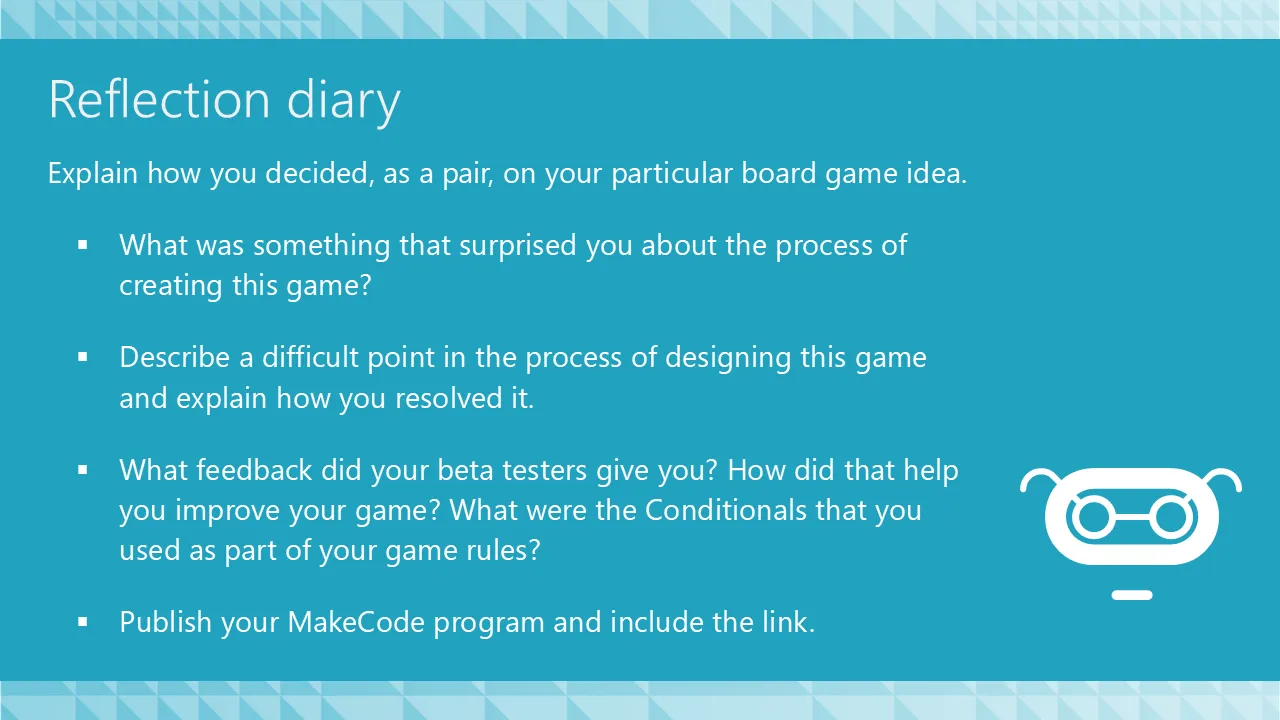 Reflection diary
Explain how you decided, as a pair, on your particular board game idea.
▪ What was something that surprised you about the process of
creating this game?
▪ Describe a difficult point in the process of designing this game
and explain how you resolved it.
▪ What feedback did your beta testers give you? How did that help
you improve your game? What were the Conditionals that you
used as part of your game rules?
▪ Publish your MakeCode program and include the link.